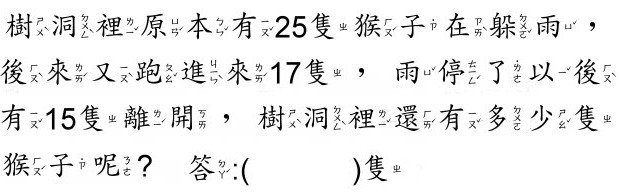 樹洞裡原本有25隻猴子在躲雨，
後來又跑進來17隻，雨停了以後
有15隻離開，樹洞裡還有多少隻
猴子呢？ 答:(　　　)隻